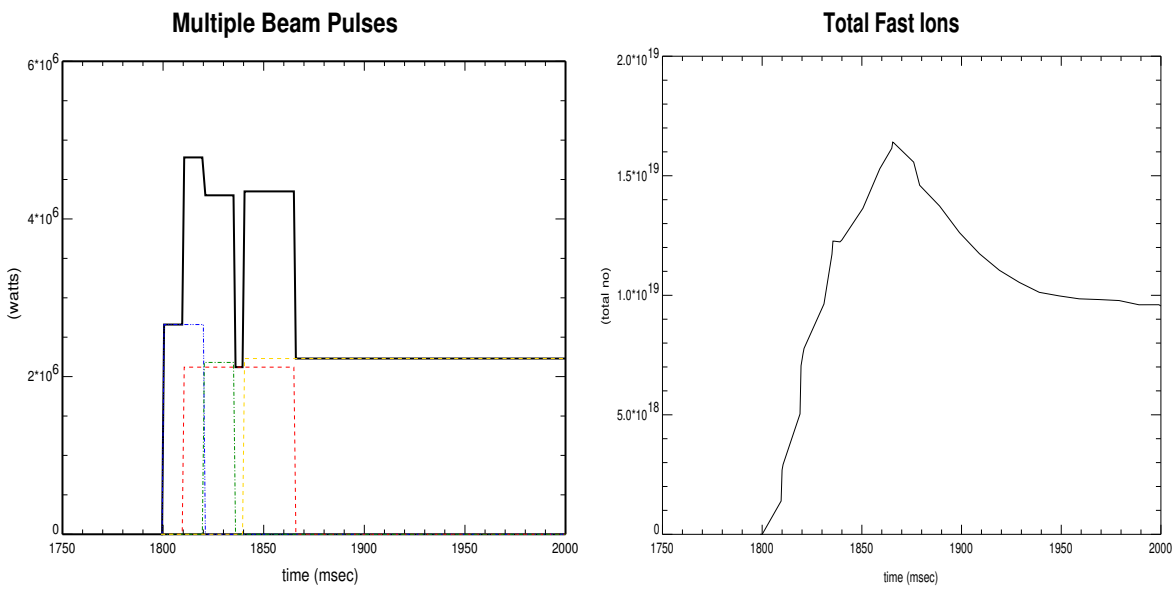 Multiple Beam Pulses
6*10^6
4*10^6
2*10^6
0
(watts)
1750 1800 1850 1900 1950 2000
time (msec)
Total Fast Ions
2.0*10^19
1.5*10^19
1.0*10^19
5.0*10^18
0
(total no)
1750 1800 1850 1900 1950 2000
time (msec)